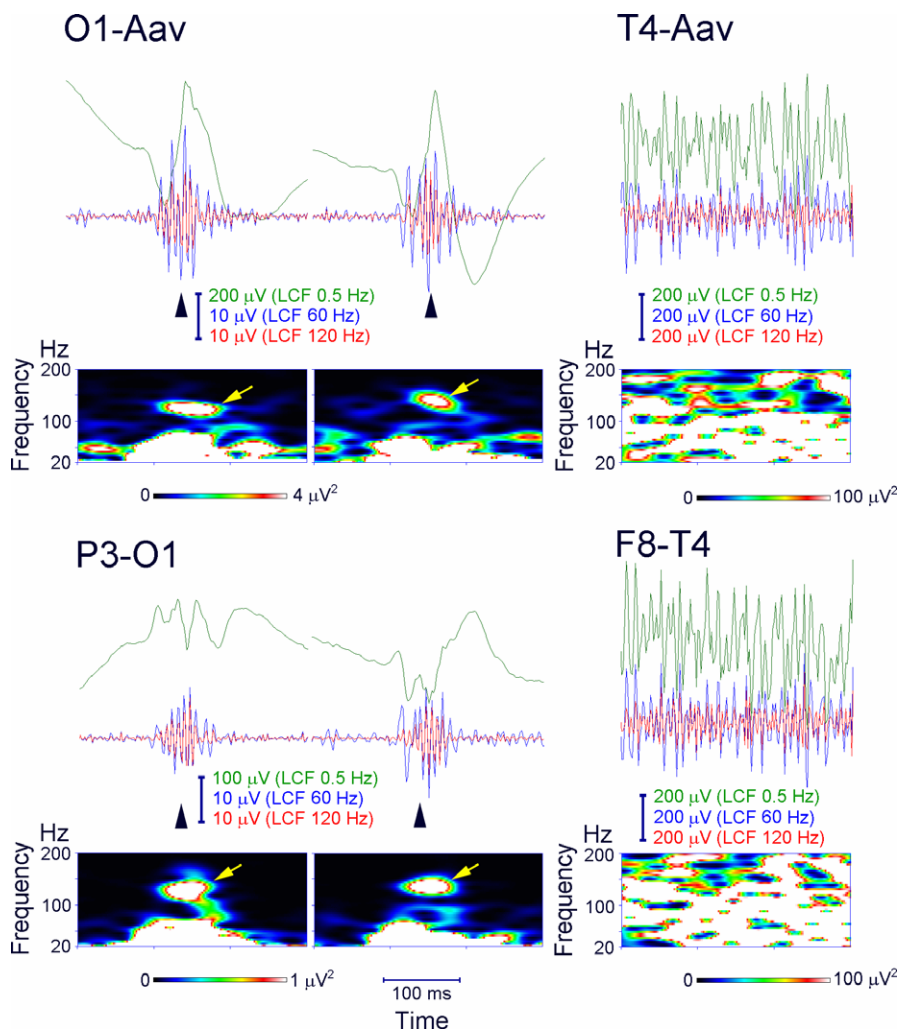 O1-Aav
T4-Aav
200 μV (LCF 0.5 Hz)
10 μV (LCF 60 Hz)
10 μV (LCF 120 Hz)
200 μV (LCF 0.5 Hz)
200 μV (LCF 60 Hz)
200 μV (LCF 120 Hz)
Hz
200
100
20
Frequency
0 4 μV²
Hz
200
100
20
Frequency
0 100 μV²
P3-O1
F8-T4
100 μV (LCF 0.5 Hz)
10 μV (LCF 60 Hz)
10 μV (LCF 120 Hz)
200 μV (LCF 0.5 Hz)
200 μV (LCF 60 Hz)
200 μV (LCF 120 Hz)
Hz
200
100
20
Frequency
0 1 μV²
100 ms
Time
Hz
200
100
20
Frequency
0 100 μV²